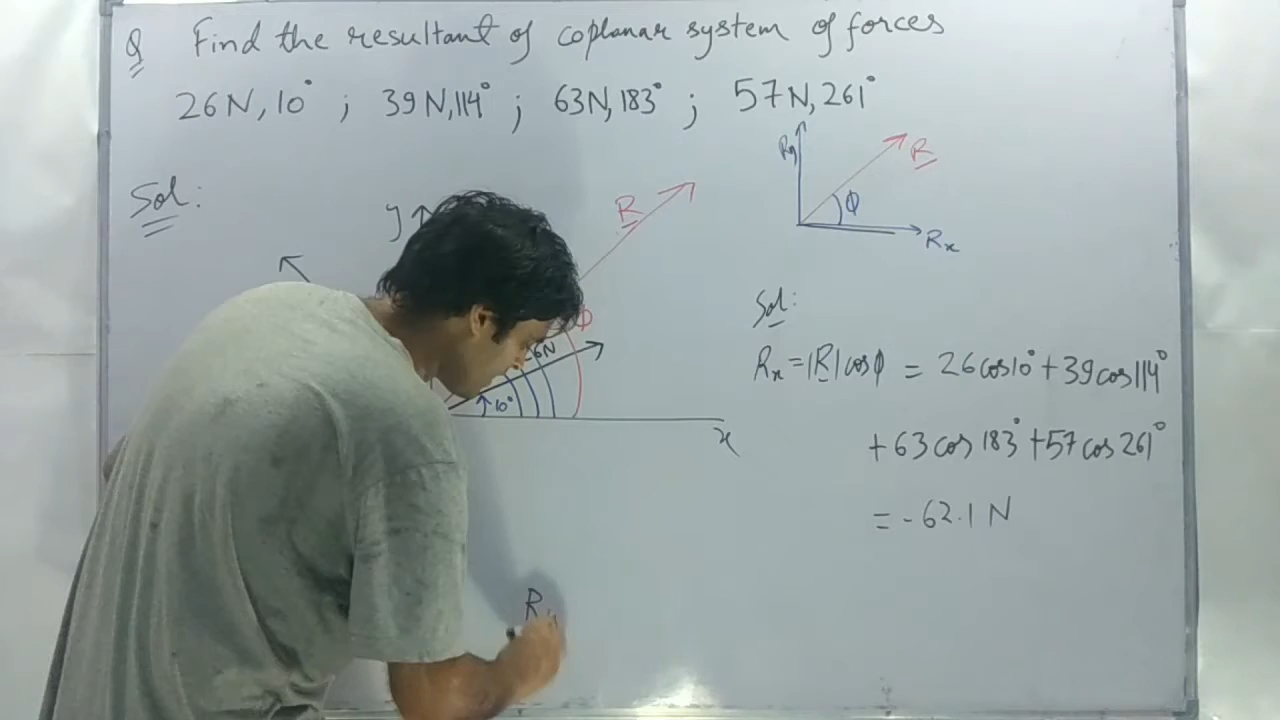 Q Find the resultant of coplanar system of forces
26N, 10° ; 39N, 114° ; 63N, 183° ; 57N, 261°
Sol:
y
R
ϕ
26N
10°
x
Ry
R
ϕ
Rx
Sol:
Rx = |R| cos ϕ = 26 cos 10° + 39 cos 114°
+ 63 cos 183° + 57 cos 261°
= - 62.1 N
R